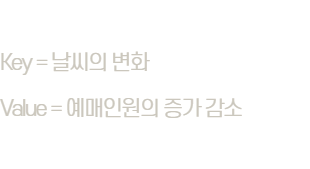 Key = 날씨의 변화
Value = 예매인원의 증가 감소